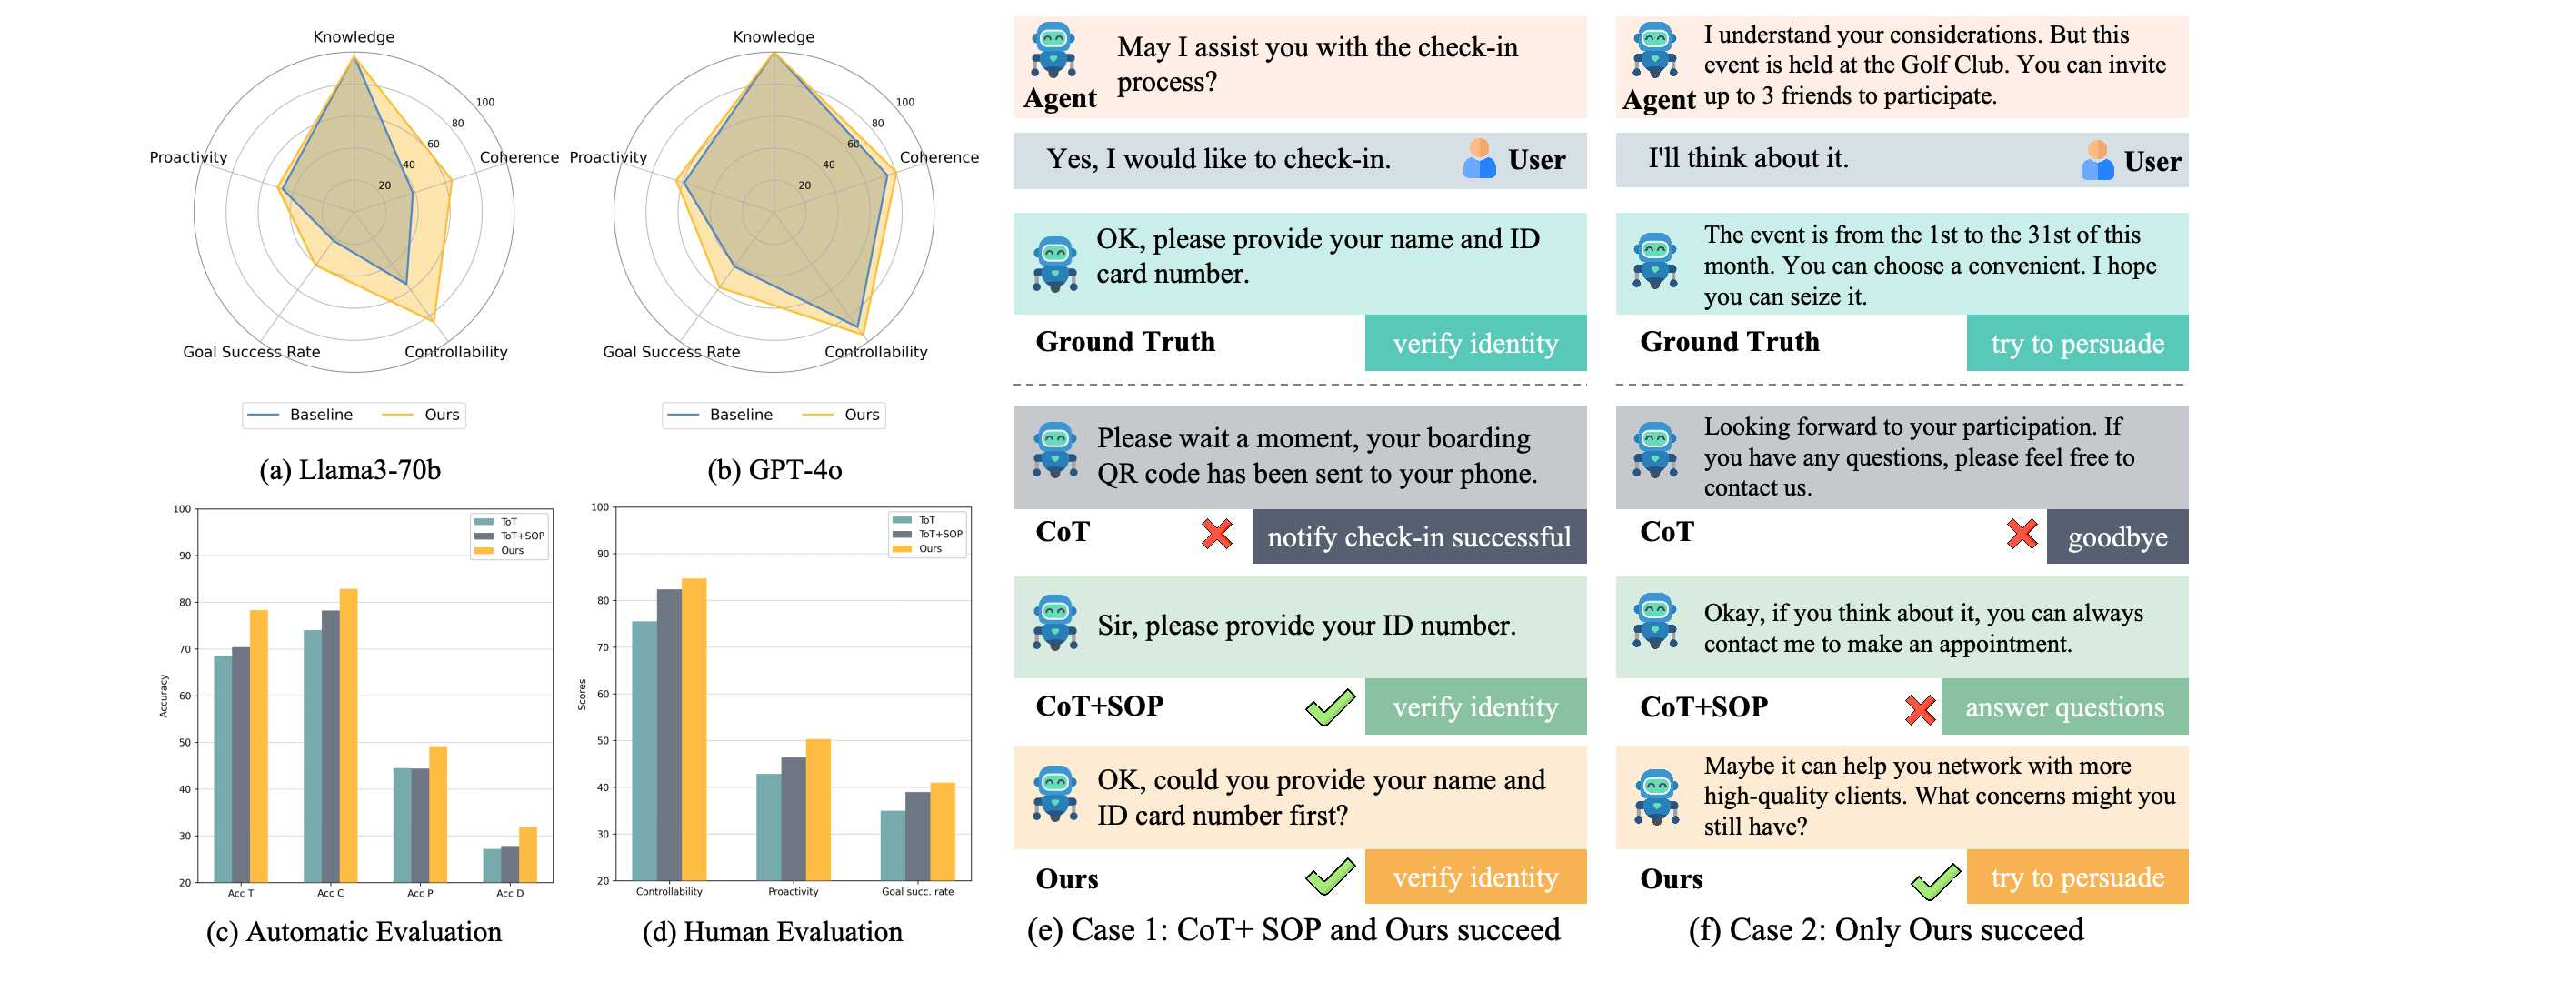 Knowledge
Coherence
Controllability
Goal Success Rate
Proactivity
20
40
60
80
100
Baseline
Ours
(a) Llama3-70b
Knowledge
Coherence
Controllability
Goal Success Rate
Proactivity
20
40
60
80
100
Baseline
Ours
(b) GPT-4o
Accuracy
100
90
80
70
60
50
40
30
20
ToT
ToT+SOP
Ours
Acc T
Acc C
Acc P
Acc D
(c) Automatic Evaluation
Scores
100
90
80
70
60
50
40
30
20
ToT
ToT+SOP
Ours
Controllability
Proactivity
Goal succ. rate
(d) Human Evaluation
Agent
May I assist you with the check-in
process?
Yes, I would like to check-in.
User
OK, please provide your name and ID
card number.
Ground Truth
verify identity
Please wait a moment, your boarding
QR code has been sent to your phone.
CoT
notify check-in successful
Sir, please provide your ID number.
CoT+SOP
verify identity
OK, could you provide your name and
ID card number first?
Ours
verify identity
(e) Case 1: CoT+ SOP and Ours succeed
Agent
I understand your considerations. But this
event is held at the Golf Club. You can invite
up to 3 friends to participate.
I'll think about it.
User
The event is from the 1st to the 31st of this
month. You can choose a convenient. I hope
you can seize it.
Ground Truth
try to persuade
Looking forward to your participation. If
you have any questions, please feel free to
contact us.
CoT
goodbye
Okay, if you think about it, you can always
contact me to make an appointment.
CoT+SOP
answer questions
Maybe it can help you network with more
high-quality clients. What concerns might you
still have?
Ours
try to persuade
(f) Case 2: Only Ours succeed